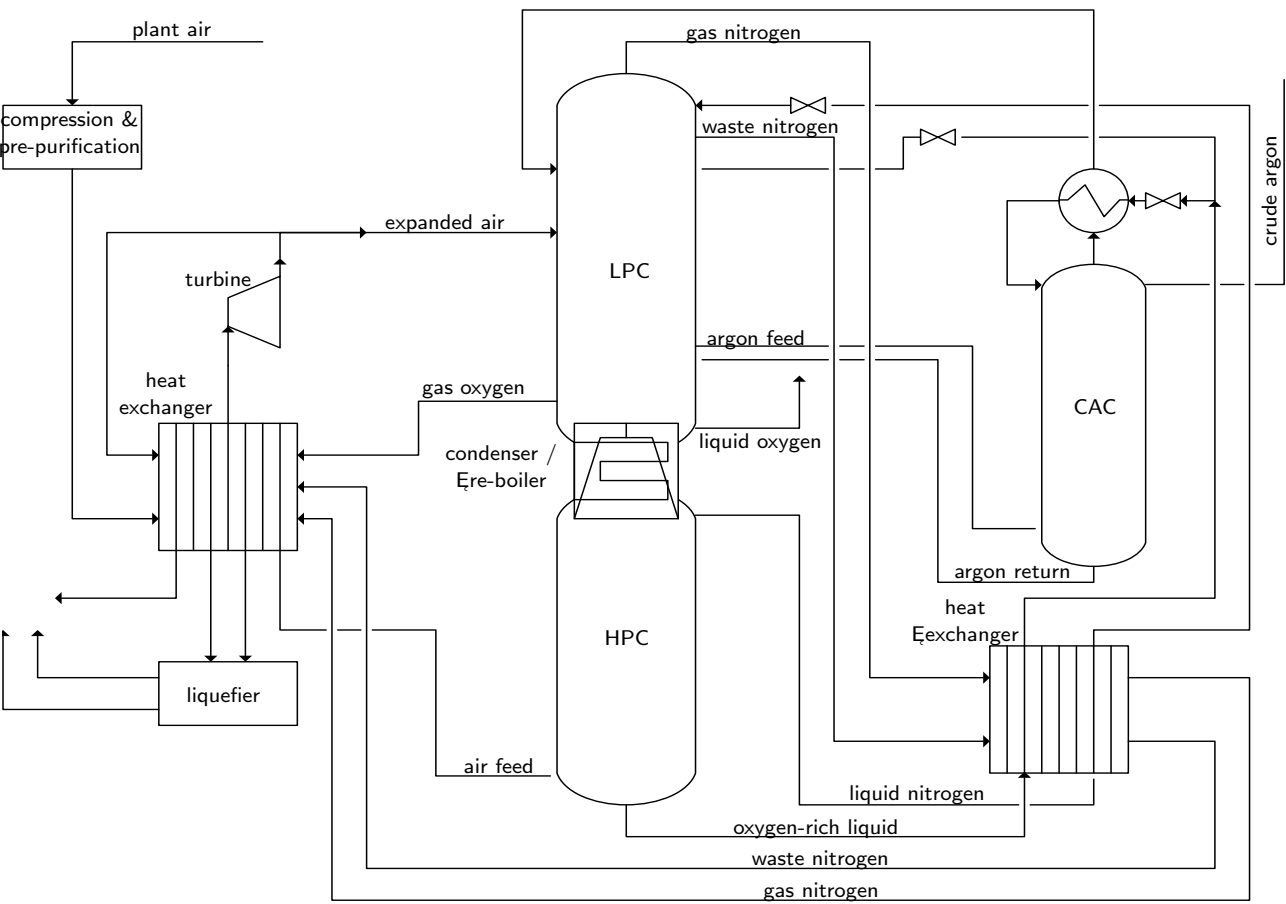 plant air
gas nitrogen
compression &
pre-purification
waste nitrogen
crude argon
expanded air
LPC
turbine
argon feed
heat
exchanger
gas oxygen
CAC
liquid oxygen
condenser /
Ęre-boiler
argon return
heat
Ęexchanger
HPC
liquefier
air feed
liquid nitrogen
oxygen-rich liquid
waste nitrogen
gas nitrogen